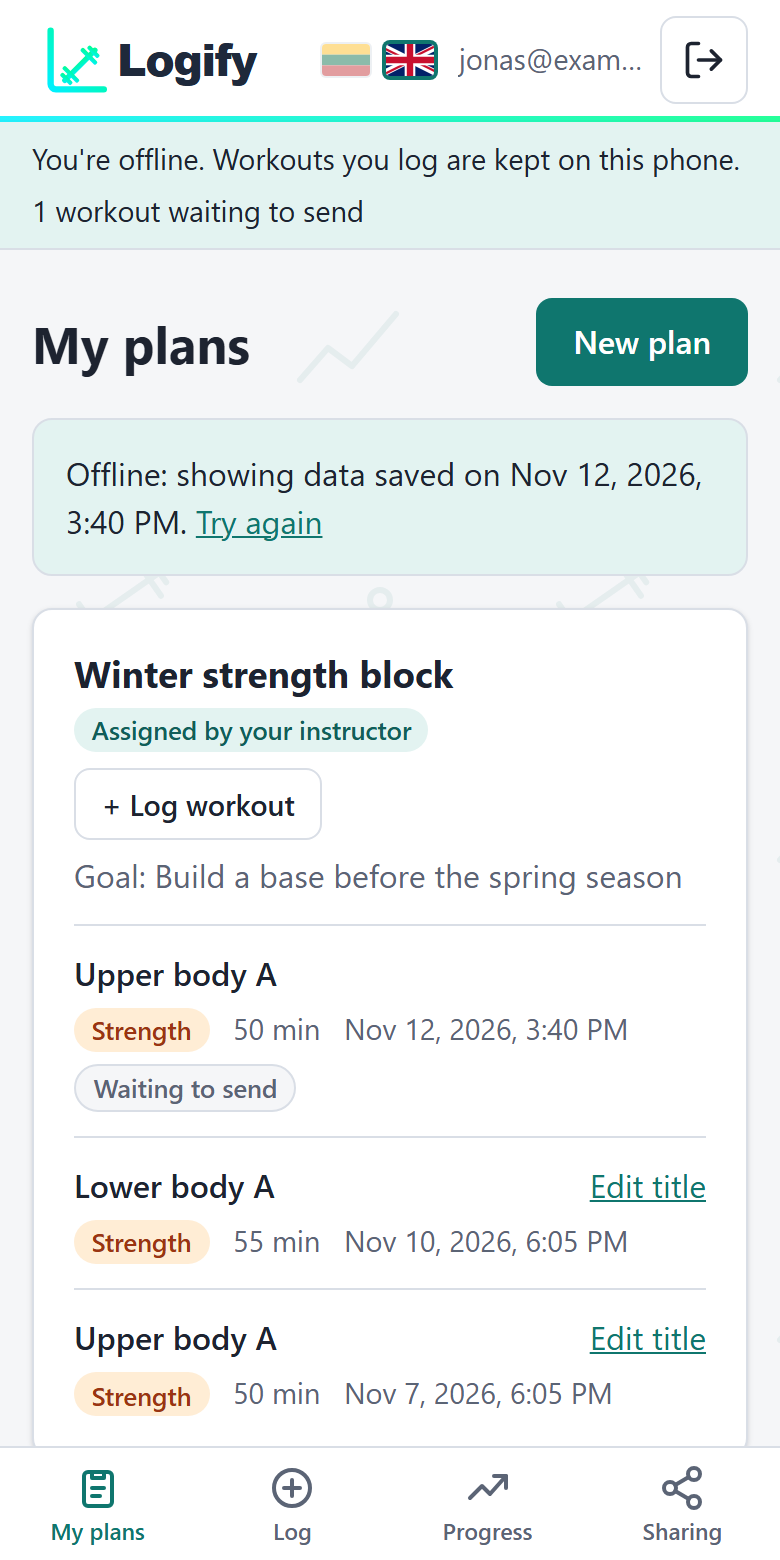 Logify
jonas@exam...
You're offline. Workouts you log are kept on this phone.
1 workout waiting to send
My plans
New plan
Offline: showing data saved on Nov 12, 2026,
3:40 PM. Try again
Winter strength block
Assigned by your instructor
+ Log workout
Goal: Build a base before the spring season
Upper body A
Strength 50 min Nov 12, 2026, 3:40 PM
Waiting to send
Lower body A Edit title
Strength 55 min Nov 10, 2026, 6:05 PM
Upper body A Edit title
Strength 50 min Nov 7, 2026, 6:05 PM
My plans Log Progress Sharing